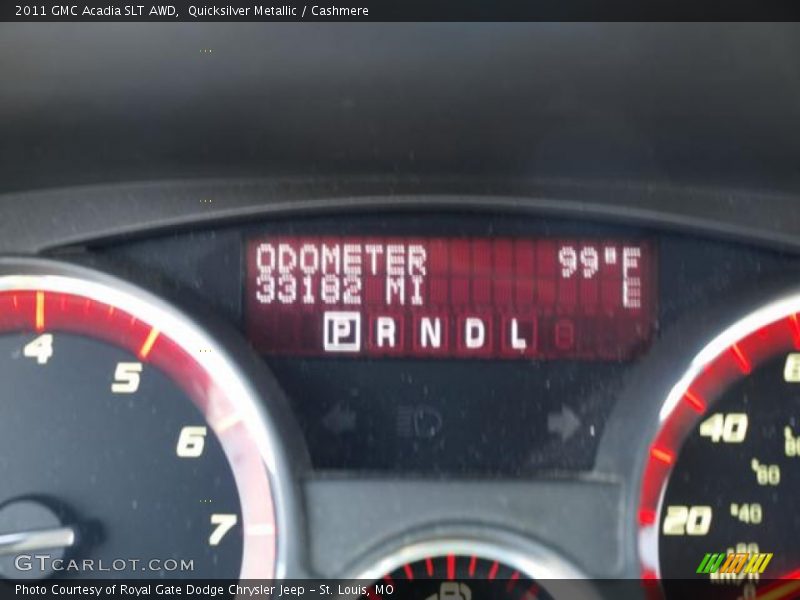 2011 GMC Acadia SLT AWD, Quicksilver Metallic / Cashmere
ODOMETER 99°F
33182 MI E
P R N D L
4
5
6
7
40
60
20
40
GTCARLOT.COM
Photo Courtesy of Royal Gate Dodge Chrysler Jeep - St. Louis, MO